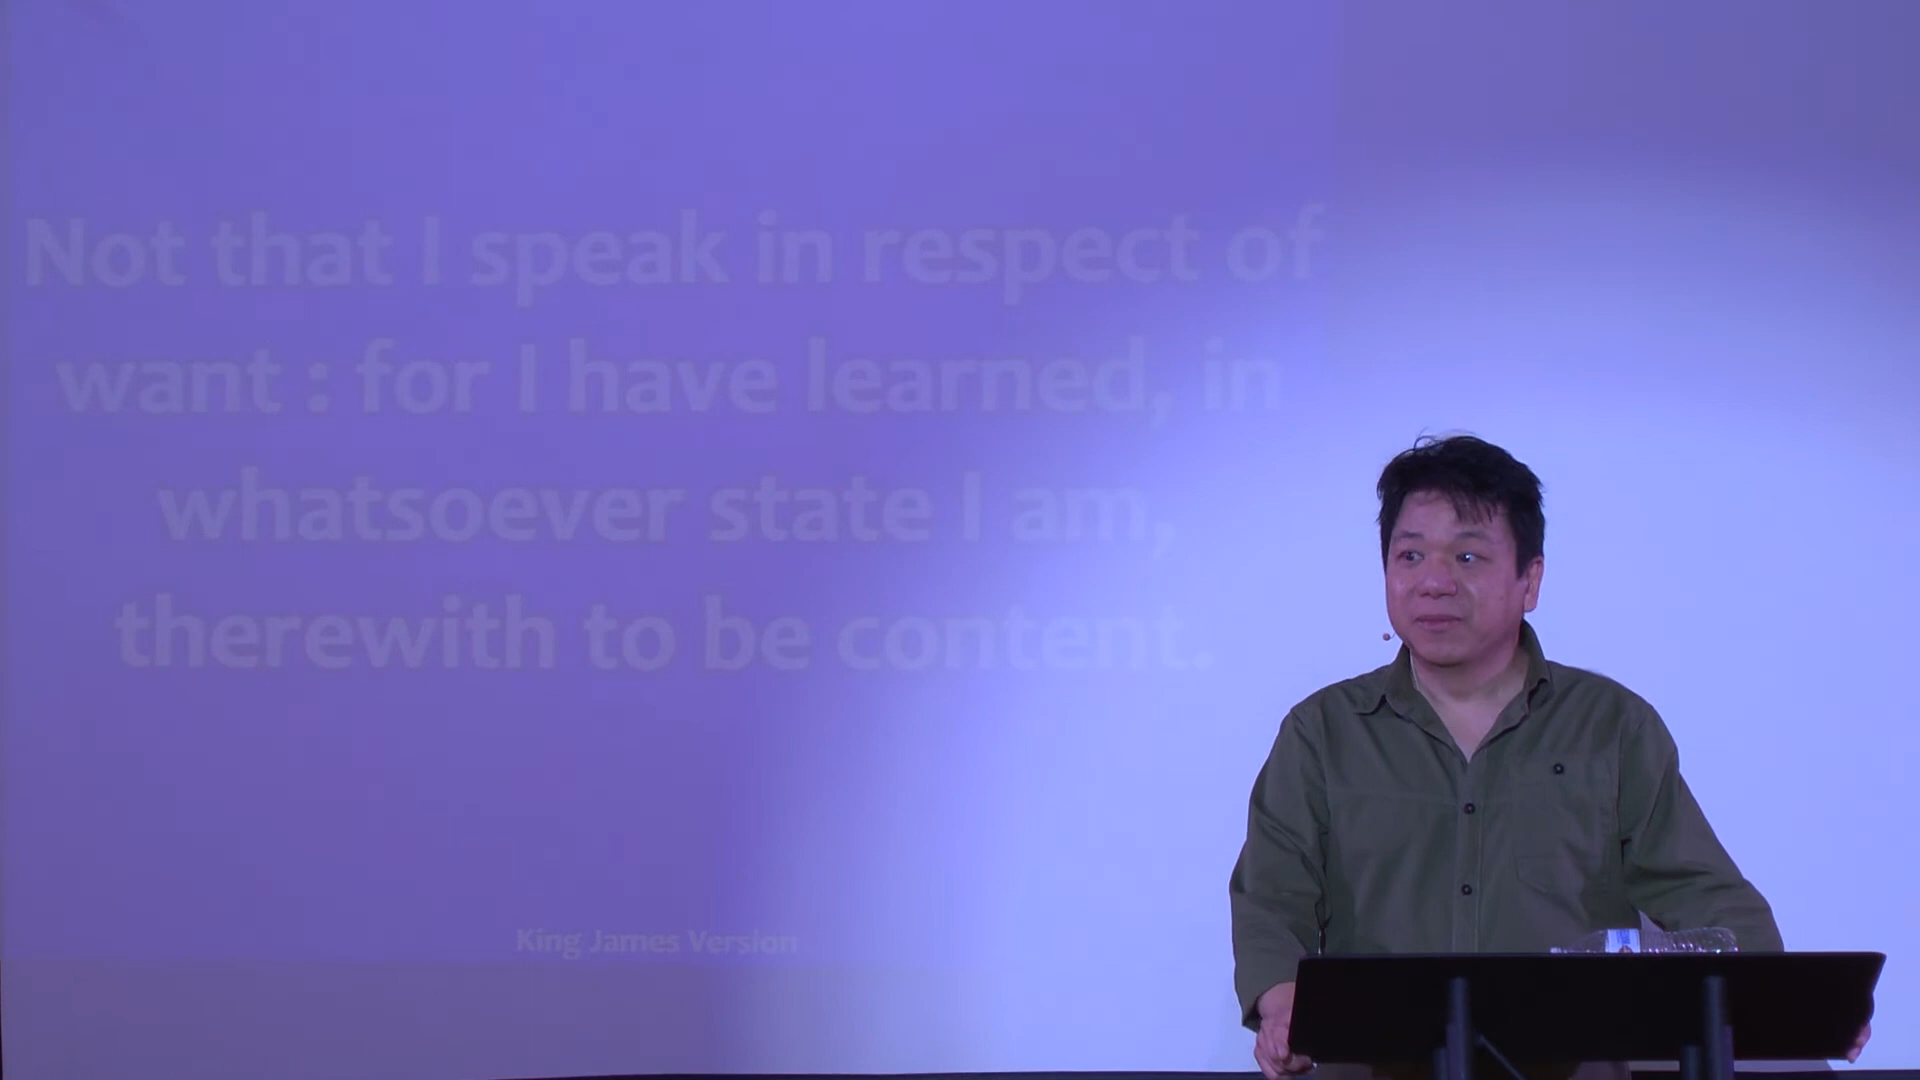 Not that I speak in respect of
want : for I have learned, in
whatsoever state I am,
therewith to be content.
King James Version